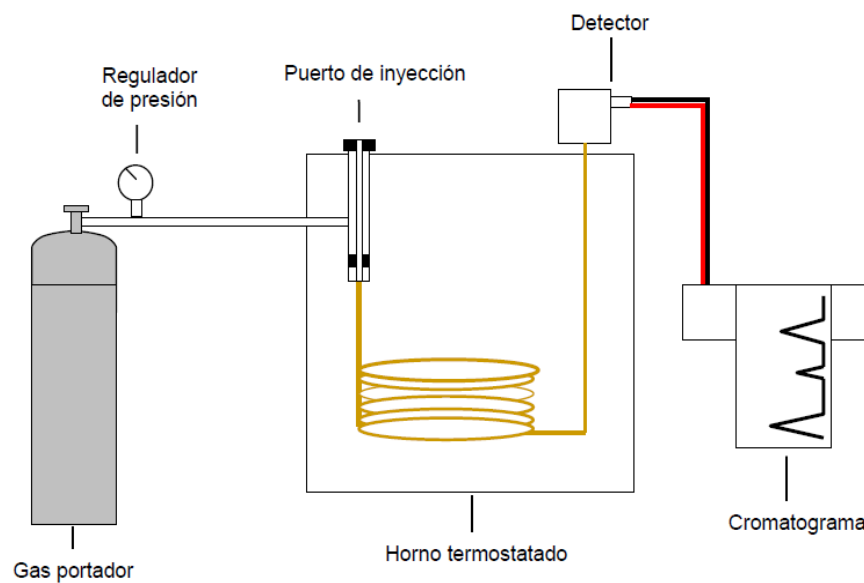 Detector
Regulador
de presión
Puerto de inyección
Cromatograma
Horno termostatado
Gas portador